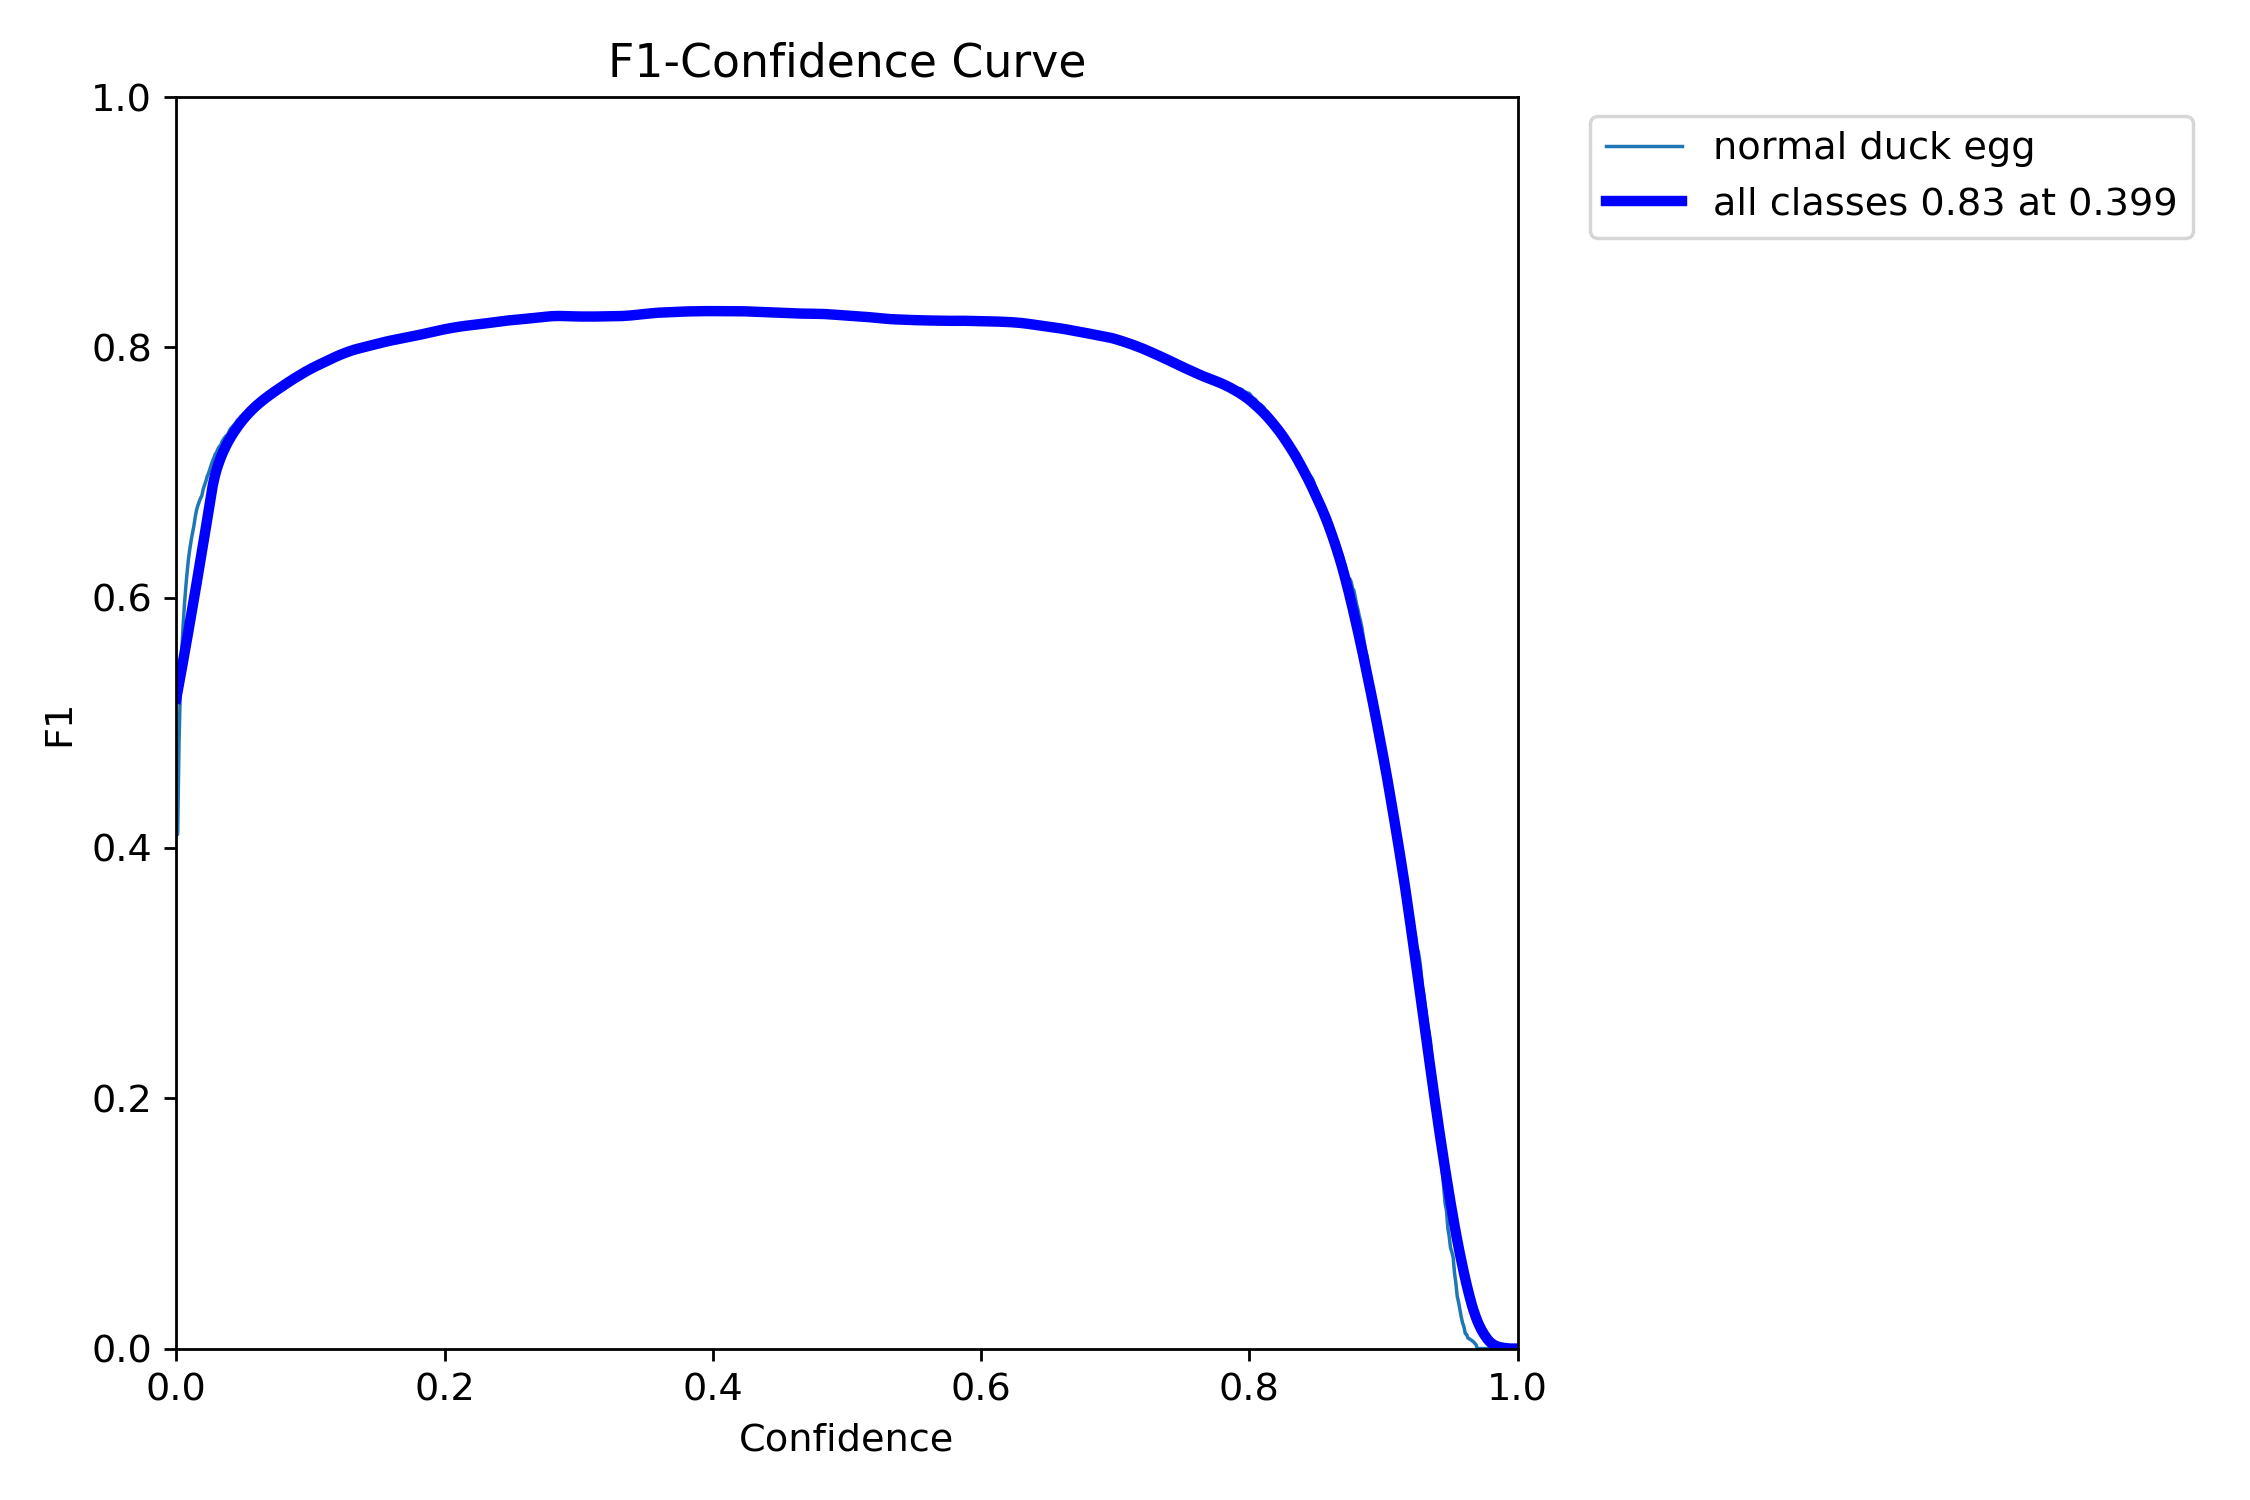 F1-Confidence Curve
normal duck egg
all classes 0.83 at 0.399
1.0
0.8
0.6
0.4
0.2
0.0
F1
0.0 0.2 0.4 0.6 0.8 1.0
Confidence